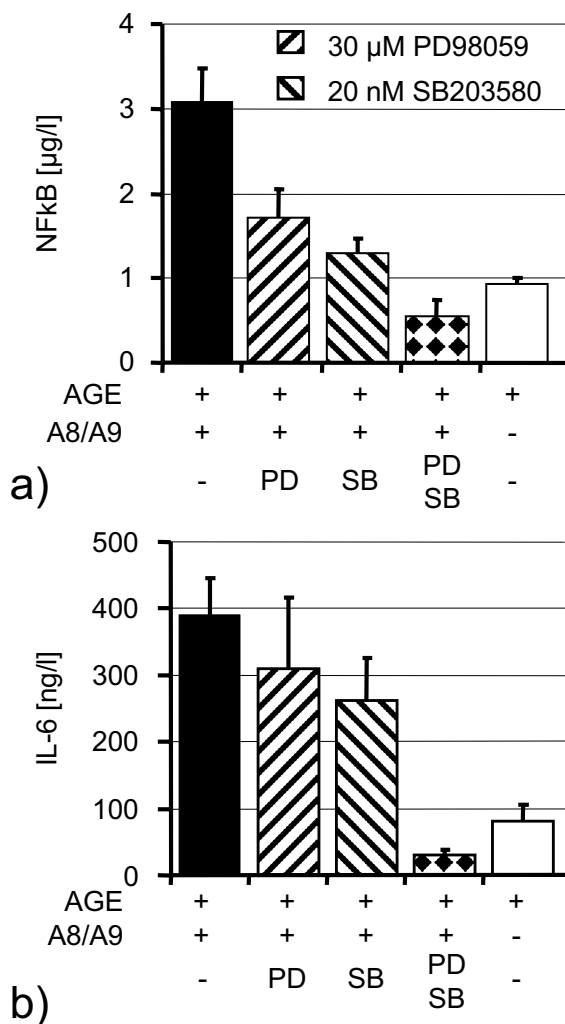 4
30 µM PD98059
20 nM SB203580
3
NFkB [µg/l]
2
1
0
AGE + + + + +
A8/A9 + + + + -
a) - PD SB PD SB -
500
400
300
IL-6 [ng/l]
200
100
0
AGE + + + + +
A8/A9 + + + + -
b) - PD SB PD SB -